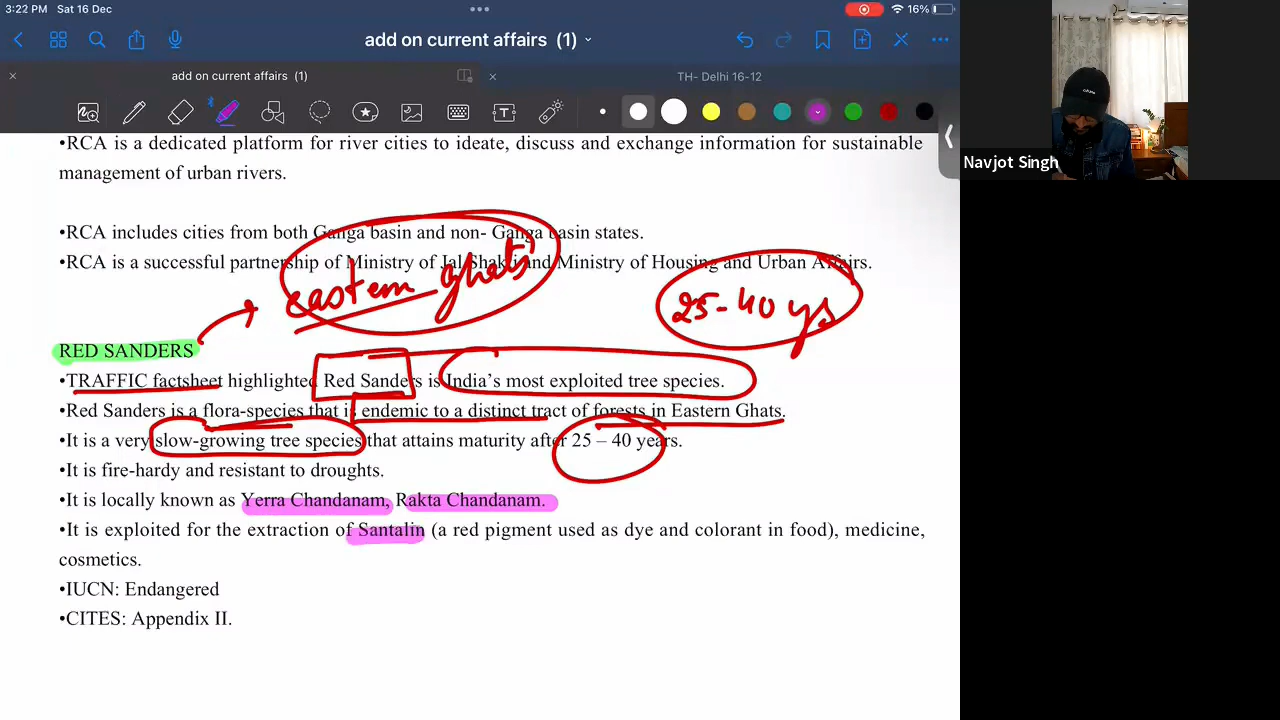 3:22 PM Sat 16 Dec
16%
add on current affairs (1)
add on current affairs (1)
TH- Delhi 16-12
•RCA is a dedicated platform for river cities to ideate, discuss and exchange information for sustainable
management of urban rivers.
•RCA includes cities from both Ganga basin and non- Ganga basin states.
•RCA is a successful partnership of Ministry of Jal Shakti and Ministry of Housing and Urban Affairs.
eastern ghats
25-40 ys
RED SANDERS
•TRAFFIC factsheet highlighted Red Sanders is India's most exploited tree species.
•Red Sanders is a flora-species that is endemic to a distinct tract of forests in Eastern Ghats.
•It is a very slow-growing tree species that attains maturity after 25 – 40 years.
•It is fire-hardy and resistant to droughts.
•It is locally known as Yerra Chandanam, Rakta Chandanam.
•It is exploited for the extraction of Santalin (a red pigment used as dye and colorant in food), medicine,
cosmetics.
•IUCN: Endangered
•CITES: Appendix II.
Navjot Singh